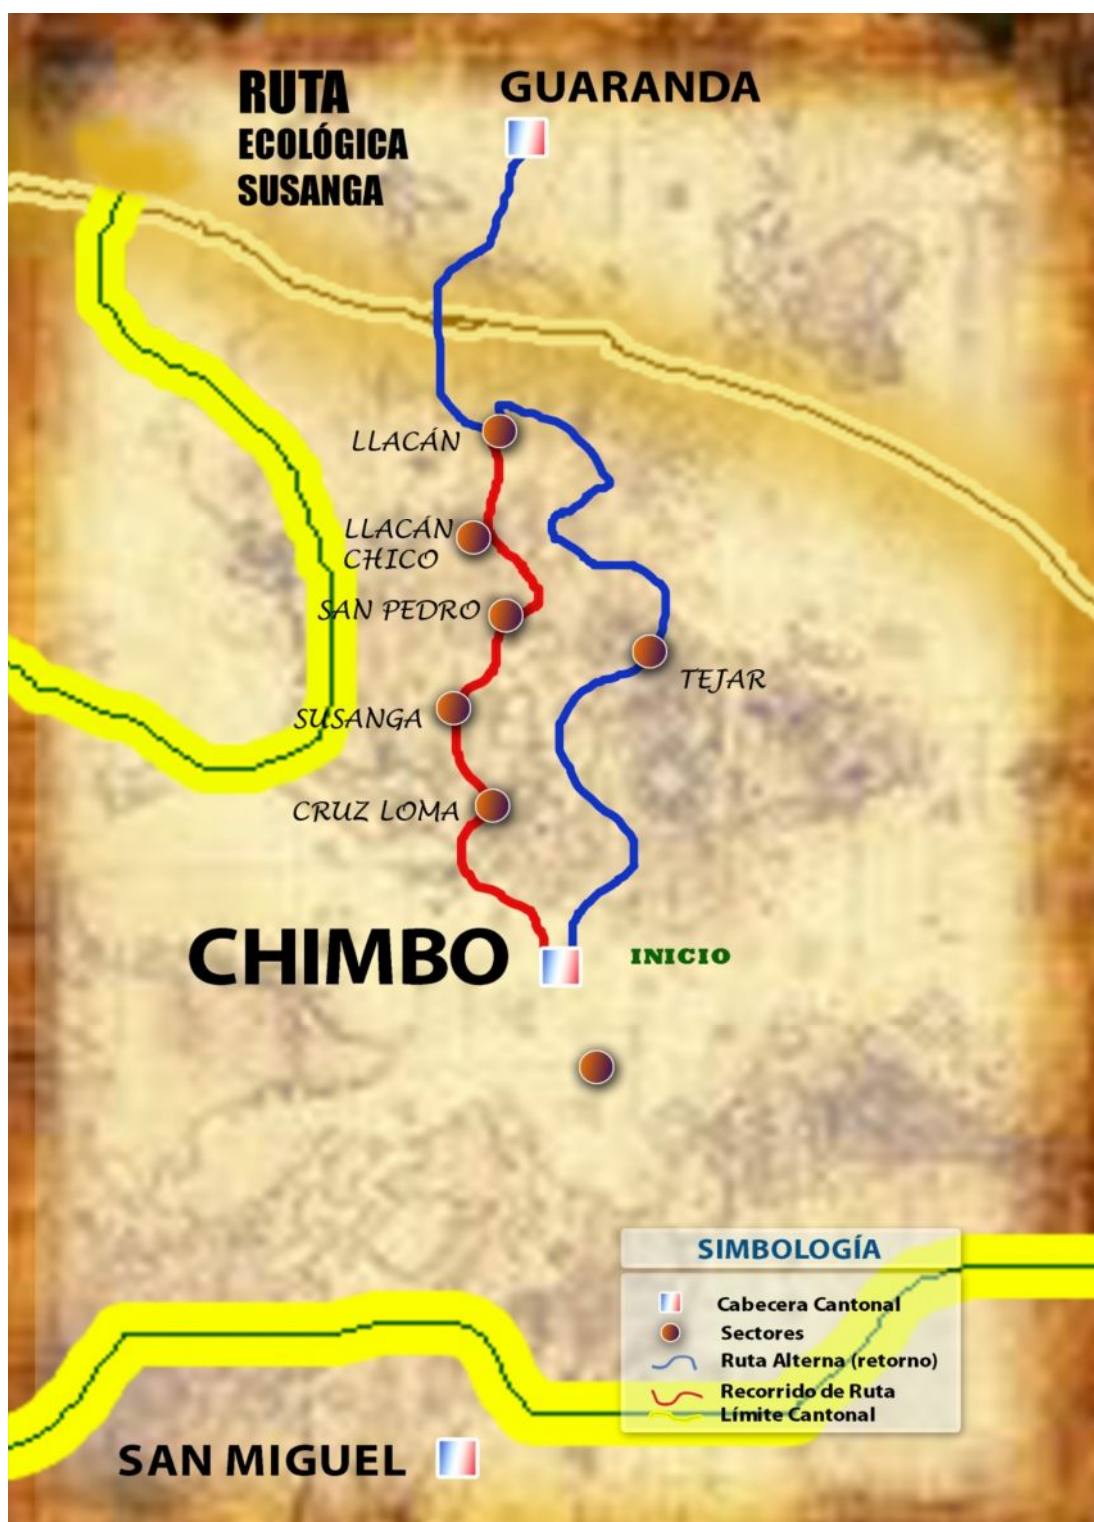 RUTA
ECOLÓGICA
SUSANGA
GUARANDA
LLACÁN
LLACÁN
CHICO
SAN PEDRO
TEJAR
SUSANGA
CRUZ LOMA
CHIMBO
INICIO
SIMBOLOGÍA
Cabecera Cantonal
Sectores
Ruta Alterna (retorno)
Recorrido de Ruta
Límite Cantonal
SAN MIGUEL